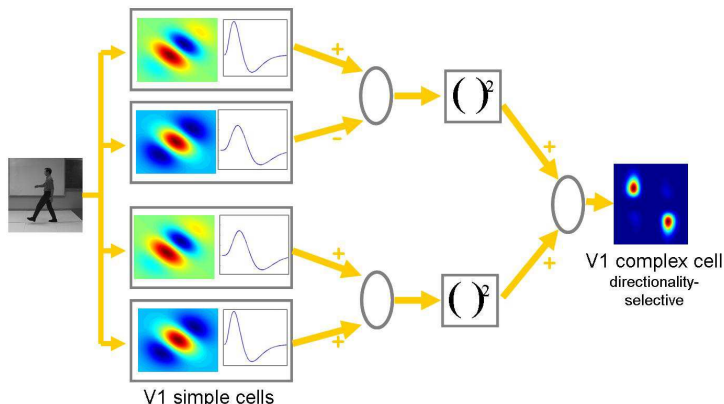 +
( )²
-
+
+
V1 complex cell
directionality-
selective
+
+
( )²
+
V1 simple cells